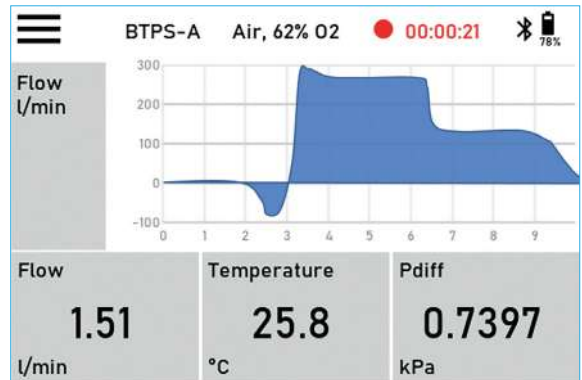 BTPS-A Air, 62% O2 00:00:21 78%
Flow
l/min
300
200
100
0
-100
0 1 2 3 4 5 6 7 8 9
Flow Temperature Pdiff
1.51 25.8 0.7397
l/min °C kPa